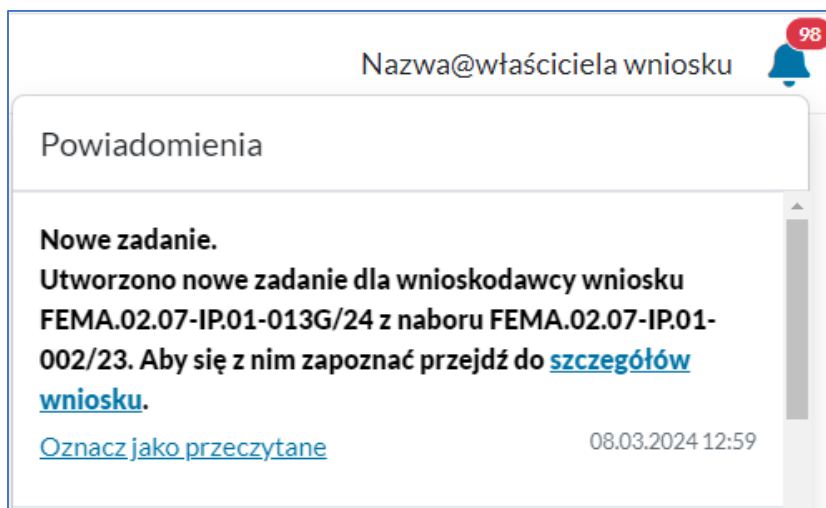 98
Nazwa@właściciela wniosku
Powiadomienia
Nowe zadanie.
Utworzono nowe zadanie dla wnioskodawcy wniosku
FEMA.02.07-IP.01-013G/24 z naboru FEMA.02.07-IP.01-
002/23. Aby się z nim zapoznać przejdź do szczegółów
wniosku.
Oznacz jako przeczytane 08.03.2024 12:59